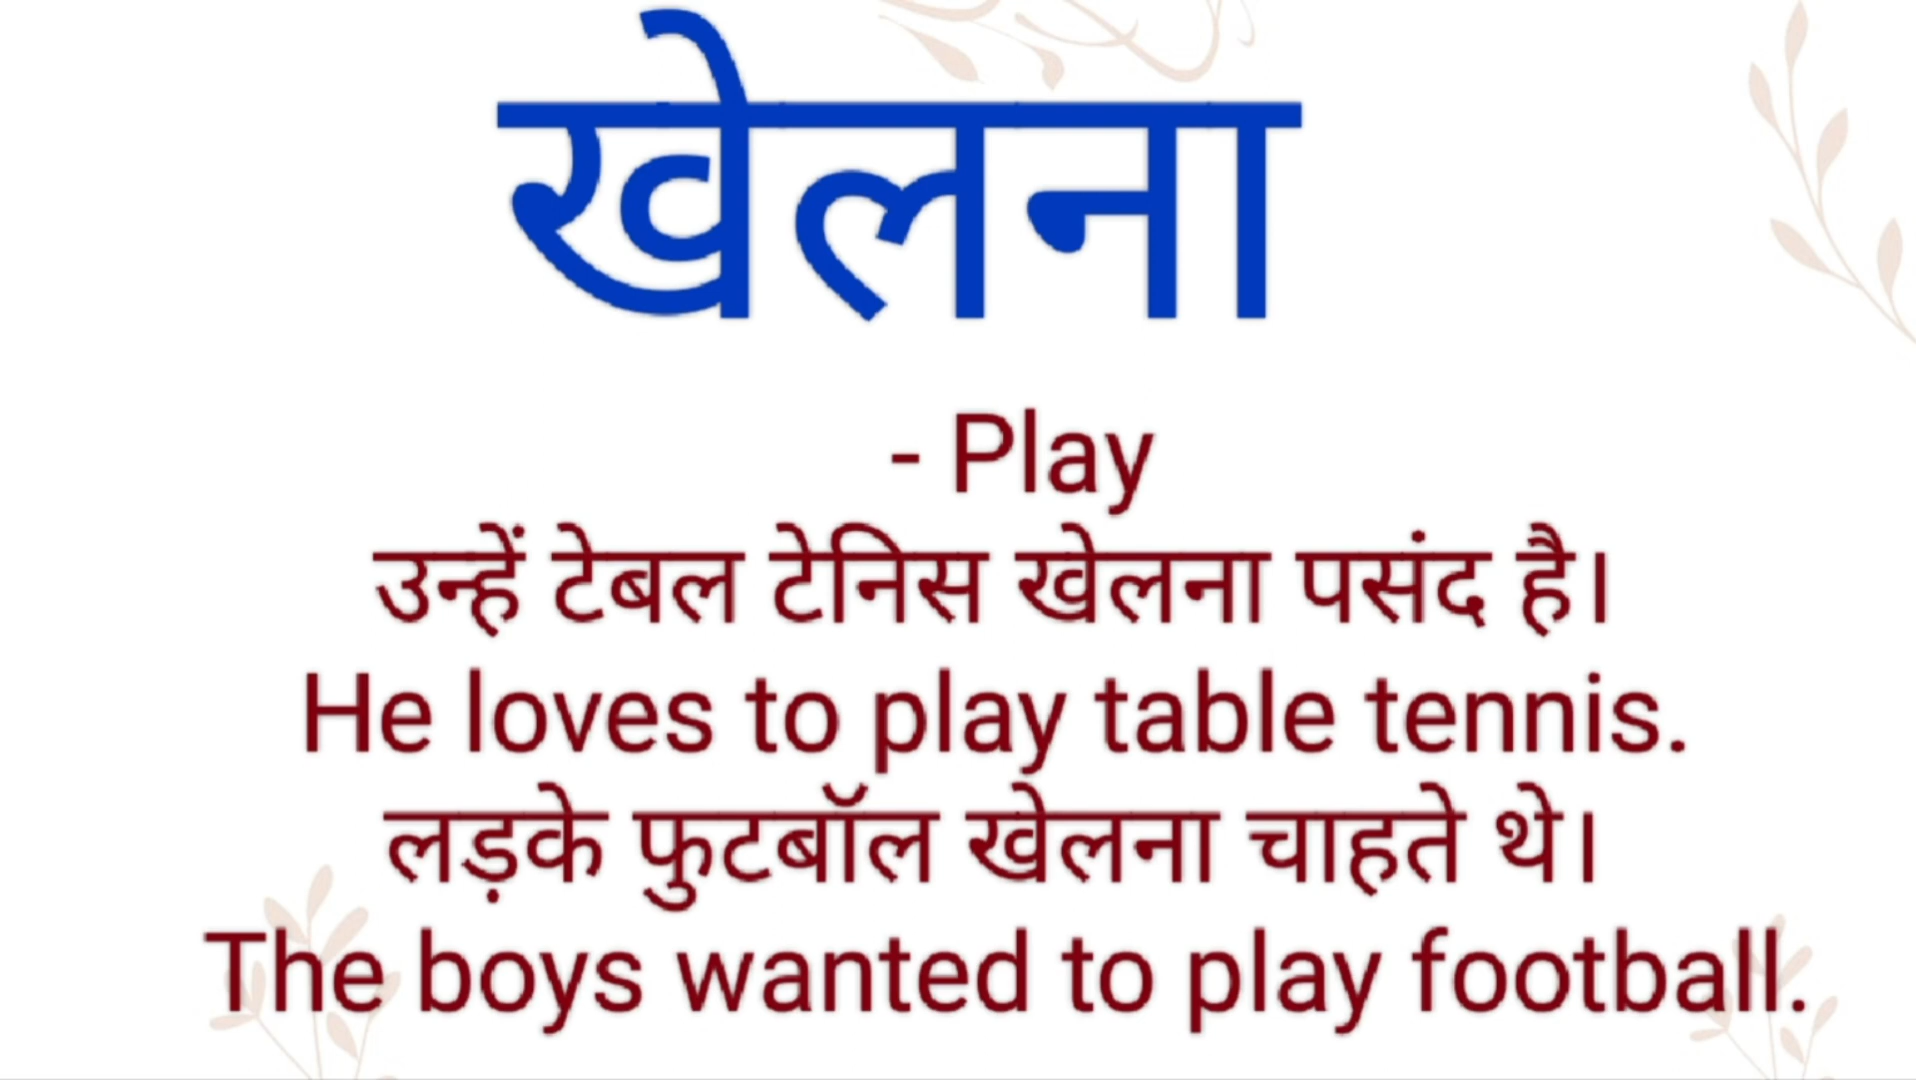 खेलना
- Play
उन्हें टेबल टेनिस खेलना पसंद है।
He loves to play table tennis.
लड़के फुटबॉल खेलना चाहते थे।
The boys wanted to play football.